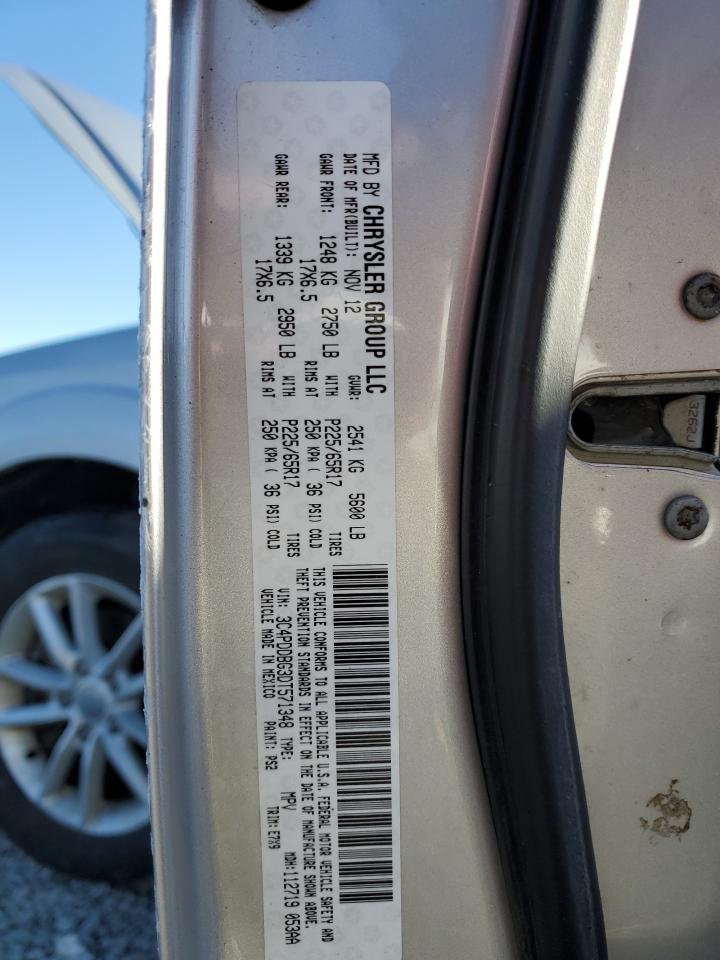 MFD BY CHRYSLER GROUP LLC
DATE OF MFR(BUILT): NOV 12 GVWR: 2541 KG 5600 LB
GAWR FRONT: 1248 KG 2750 LB WITH P225/65R17 TIRES
17X6.5 RIMS AT 250 KPA ( 36 PSI) COLD
GAWR REAR: 1339 KG 2950 LB WITH P225/65R17 TIRES
17X6.5 RIMS AT 250 KPA ( 36 PSI) COLD
THIS VEHICLE CONFORMS TO ALL APPLICABLE U.S.A. FEDERAL MOTOR VEHICLE SAFETY AND
THEFT PREVENTION STANDARDS IN EFFECT ON THE DATE OF MANUFACTURE SHOWN ABOVE.
VIN: 3C4PDDBG3DT571348 TYPE: MPV MDH:112719 053AA
VEHICLE MADE IN MEXICO PAINT: PS2 TRIM:E7X9
3262J